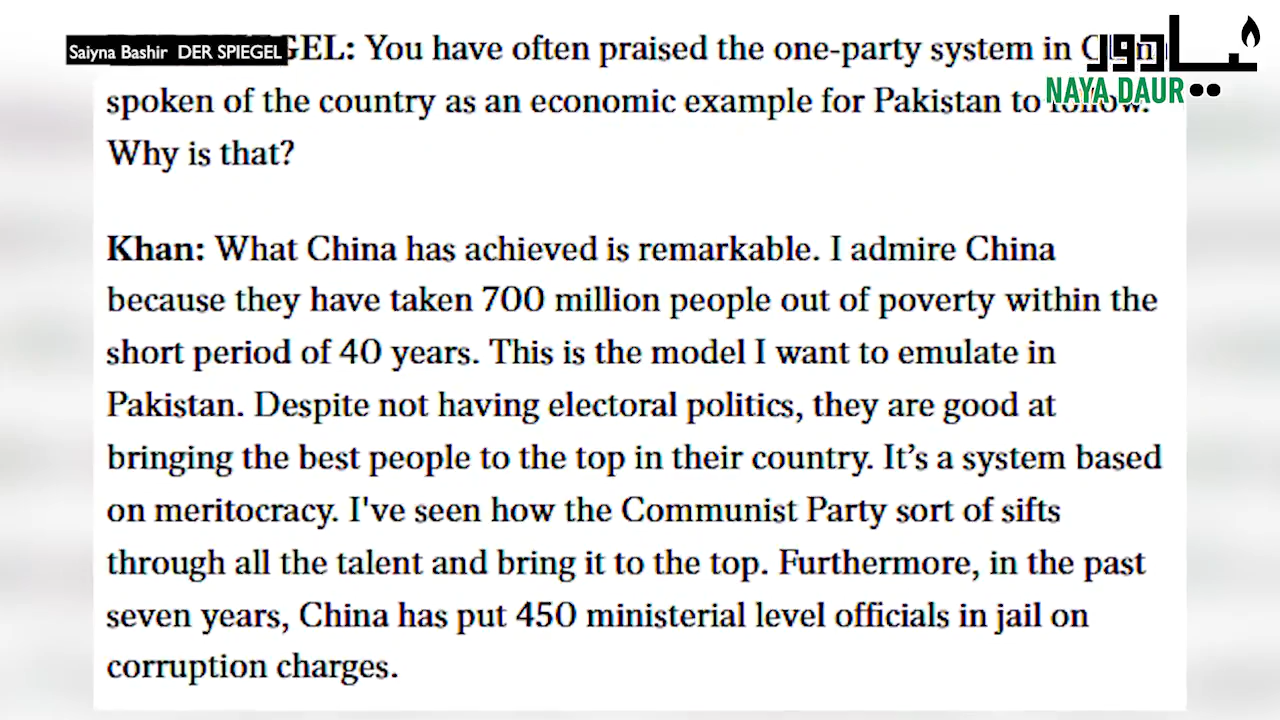 Saiyna Bashir DER SPIEGEL
GEL: You have often praised the one-party system in
spoken of the country as an economic example for Pakistan to follow.
Why is that?
Khan: What China has achieved is remarkable. I admire China
because they have taken 700 million people out of poverty within the
short period of 40 years. This is the model I want to emulate in
Pakistan. Despite not having electoral politics, they are good at
bringing the best people to the top in their country. It’s a system based
on meritocracy. I've seen how the Communist Party sort of sifts
through all the talent and bring it to the top. Furthermore, in the past
seven years, China has put 450 ministerial level officials in jail on
corruption charges.
نیا دور
NAYA DAUR